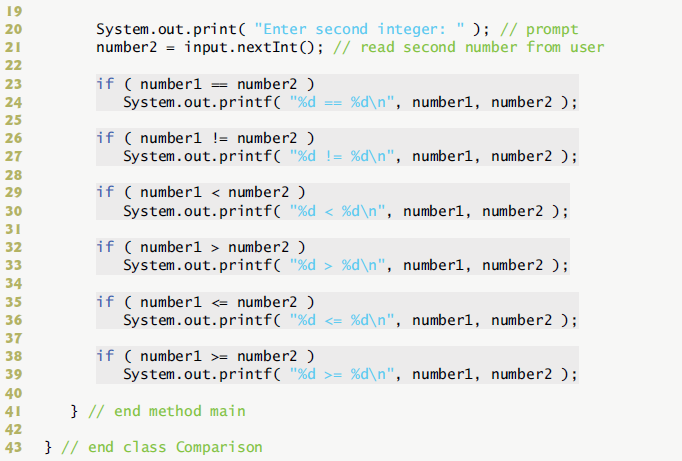 19
20 System.out.print( "Enter second integer: " ); // prompt
21 number2 = input.nextInt(); // read second number from user
22
23 if ( number1 == number2 )
24 System.out.printf( "%d == %d\n", number1, number2 );
25
26 if ( number1 != number2 )
27 System.out.printf( "%d != %d\n", number1, number2 );
28
29 if ( number1 < number2 )
30 System.out.printf( "%d < %d\n", number1, number2 );
31
32 if ( number1 > number2 )
33 System.out.printf( "%d > %d\n", number1, number2 );
34
35 if ( number1 <= number2 )
36 System.out.printf( "%d <= %d\n", number1, number2 );
37
38 if ( number1 >= number2 )
39 System.out.printf( "%d >= %d\n", number1, number2 );
40
41 } // end method main
42
43 } // end class Comparison